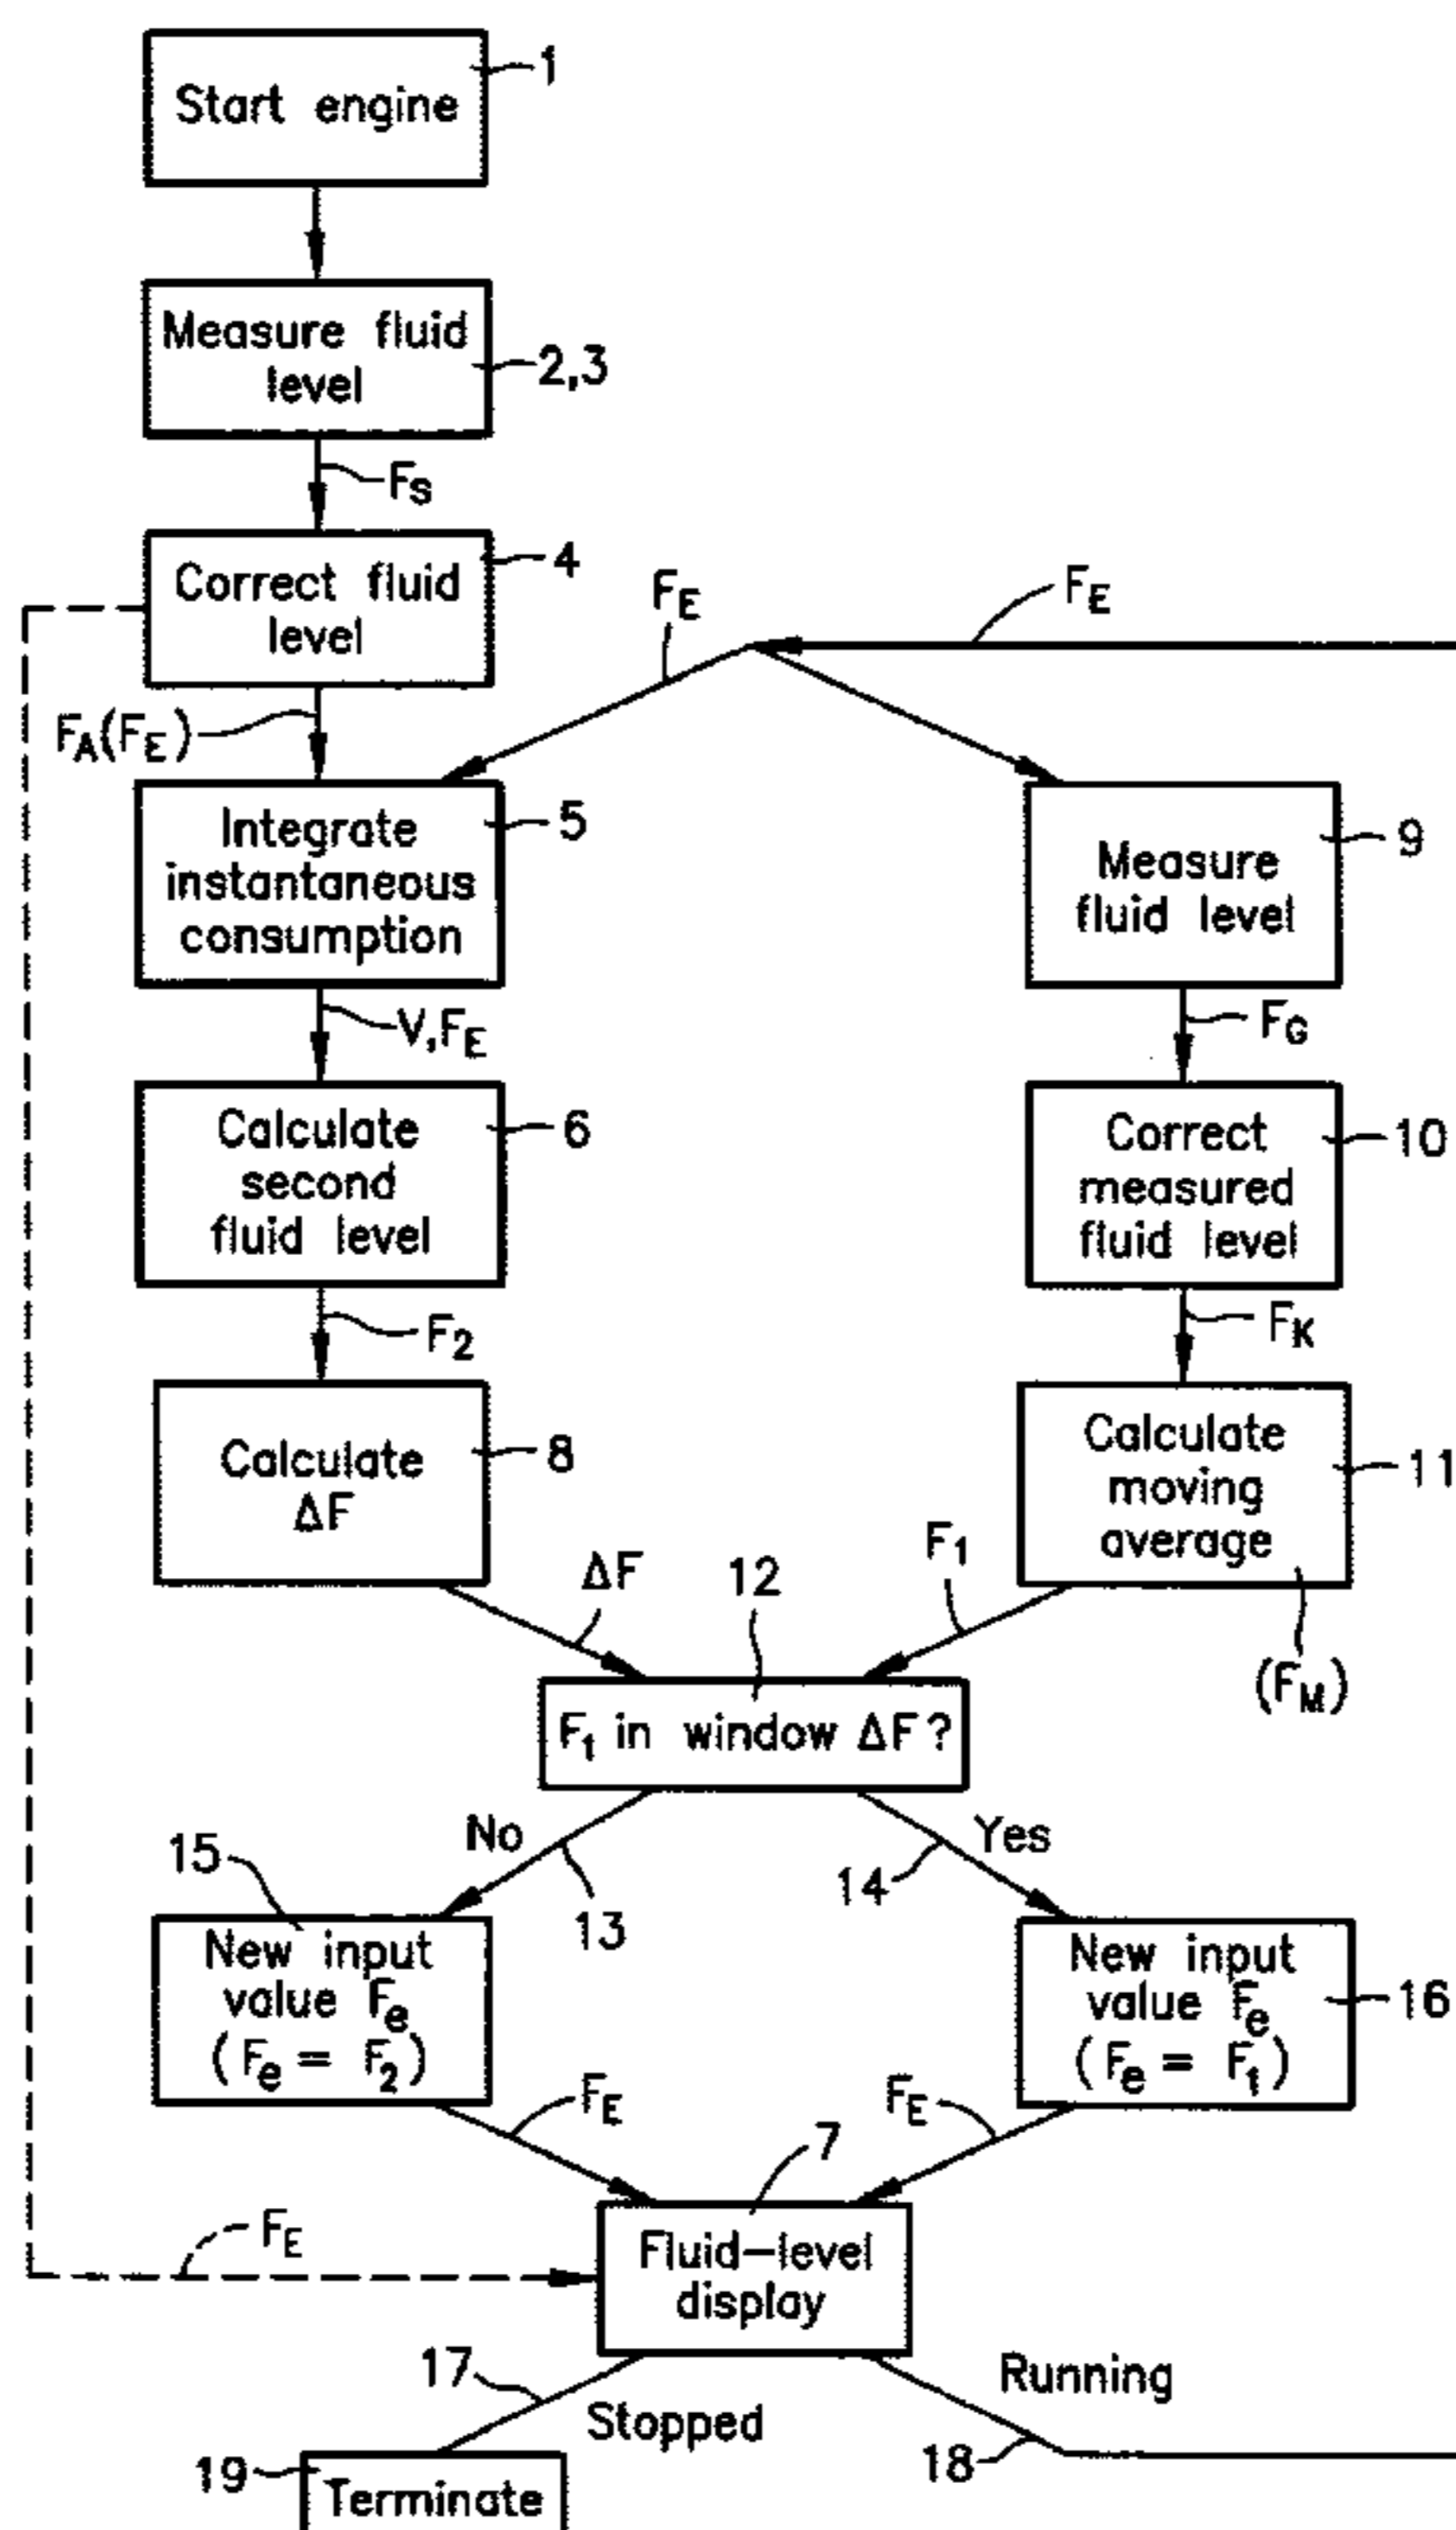 1
Start engine
Measure fluid
level
2,3
FS
4
Correct fluid
level
FE
FE
FA(FE)
Integrate
instantaneous
consumption
5
9
Measure
fluid level
V,FE
FG
Calculate
second
fluid level
6
Correct
measured
fluid level
10
F2
FK
Calculate
ΔF
8
Calculate
moving
average
11
ΔF
12
F1
(FM)
F1 in window ΔF?
No
Yes
15
13
14
New input
value Fe
(Fe = F2)
New input
value Fe
(Fe = F1)
16
FE
FE
7
FE
Fluid-level
display
17
Stopped
Running
18
19
Terminate